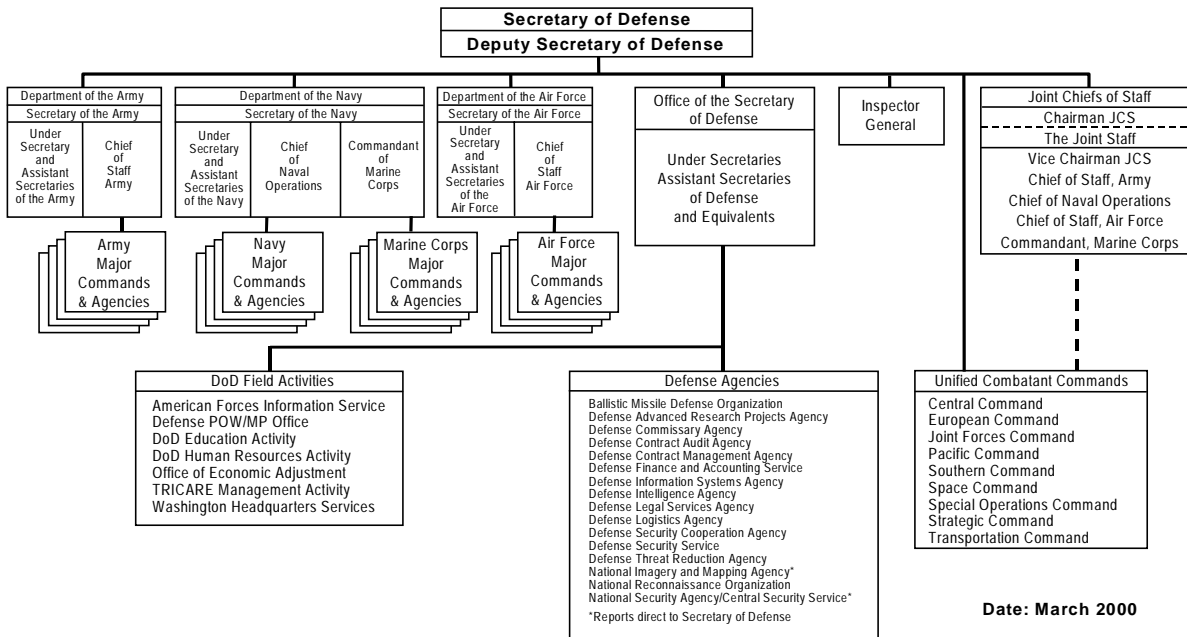 Secretary of Defense
Deputy Secretary of Defense
Department of the Army
Secretary of the Army
Under
Secretary
and
Assistant
Secretaries
of the Army
Chief
of
Staff
Army
Army
Major
Commands
& Agencies
Department of the Navy
Secretary of the Navy
Under
Secretary
and
Assistant
Secretaries
of the Navy
Chief
of
Naval
Operations
Commandant
of
Marine
Corps
Navy
Major
Commands
& Agencies
Marine Corps
Major
Commands
& Agencies
Department of the Air Force
Secretary of the Air Force
Under
Secretary
and
Assistant
Secretaries
of the
Air Force
Chief
of
Staff
Air Force
Air Force
Major
Commands
& Agencies
Office of the Secretary
of Defense
Under Secretaries
Assistant Secretaries
of Defense
and Equivalents
Inspector
General
Joint Chiefs of Staff
Chairman JCS
The Joint Staff
Vice Chairman JCS
Chief of Staff, Army
Chief of Naval Operations
Chief of Staff, Air Force
Commandant, Marine Corps
DoD Field Activities
American Forces Information Service
Defense POW/MP Office
DoD Education Activity
DoD Human Resources Activity
Office of Economic Adjustment
TRICARE Management Activity
Washington Headquarters Services
Defense Agencies
Ballistic Missile Defense Organization
Defense Advanced Research Projects Agency
Defense Commissary Agency
Defense Contract Audit Agency
Defense Contract Management Agency
Defense Finance and Accounting Service
Defense Information Systems Agency
Defense Intelligence Agency
Defense Legal Services Agency
Defense Logistics Agency
Defense Security Cooperation Agency
Defense Security Service
Defense Threat Reduction Agency
National Imagery and Mapping Agency*
National Reconnaissance Organization
National Security Agency/Central Security Service*
*Reports direct to Secretary of Defense
Unified Combatant Commands
Central Command
European Command
Joint Forces Command
Pacific Command
Southern Command
Space Command
Special Operations Command
Strategic Command
Transportation Command
Date: March 2000